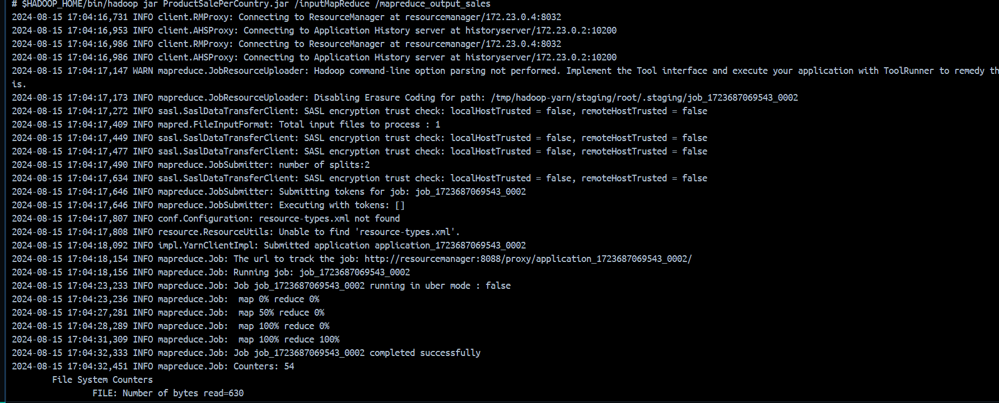 # $HADOOP_HOME/bin/hadoop jar ProductSalePerCountry.jar /inputMapReduce /mapreduce_output_sales
2024-08-15 17:04:16,731 INFO client.RMProxy: Connecting to ResourceManager at resourcemanager/172.23.0.4:8032
2024-08-15 17:04:16,953 INFO client.AHSProxy: Connecting to Application History server at historyserver/172.23.0.2:10200
2024-08-15 17:04:16,986 INFO client.RMProxy: Connecting to ResourceManager at resourcemanager/172.23.0.4:8032
2024-08-15 17:04:16,986 INFO client.AHSProxy: Connecting to Application History server at historyserver/172.23.0.2:10200
2024-08-15 17:04:17,147 WARN mapreduce.JobResourceUploader: Hadoop command-line option parsing not performed. Implement the Tool interface and execute your application with ToolRunner to remedy th
is.
2024-08-15 17:04:17,173 INFO mapreduce.JobResourceUploader: Disabling Erasure Coding for path: /tmp/hadoop-yarn/staging/root/.staging/job_1723687069543_0002
2024-08-15 17:04:17,272 INFO sasl.SaslDataTransferClient: SASL encryption trust check: localHostTrusted = false, remoteHostTrusted = false
2024-08-15 17:04:17,409 INFO mapred.FileInputFormat: Total input files to process : 1
2024-08-15 17:04:17,449 INFO sasl.SaslDataTransferClient: SASL encryption trust check: localHostTrusted = false, remoteHostTrusted = false
2024-08-15 17:04:17,477 INFO sasl.SaslDataTransferClient: SASL encryption trust check: localHostTrusted = false, remoteHostTrusted = false
2024-08-15 17:04:17,490 INFO mapreduce.JobSubmitter: number of splits:2
2024-08-15 17:04:17,634 INFO sasl.SaslDataTransferClient: SASL encryption trust check: localHostTrusted = false, remoteHostTrusted = false
2024-08-15 17:04:17,646 INFO mapreduce.JobSubmitter: Submitting tokens for job: job_1723687069543_0002
2024-08-15 17:04:17,646 INFO mapreduce.JobSubmitter: Executing with tokens: []
2024-08-15 17:04:17,807 INFO conf.Configuration: resource-types.xml not found
2024-08-15 17:04:17,808 INFO resource.ResourceUtils: Unable to find 'resource-types.xml'.
2024-08-15 17:04:18,092 INFO impl.YarnClientImpl: Submitted application application_1723687069543_0002
2024-08-15 17:04:18,154 INFO mapreduce.Job: The url to track the job: http://resourcemanager:8088/proxy/application_1723687069543_0002/
2024-08-15 17:04:18,156 INFO mapreduce.Job: Running job: job_1723687069543_0002
2024-08-15 17:04:23,233 INFO mapreduce.Job: Job job_1723687069543_0002 running in uber mode : false
2024-08-15 17:04:23,236 INFO mapreduce.Job:  map 0% reduce 0%
2024-08-15 17:04:27,281 INFO mapreduce.Job:  map 50% reduce 0%
2024-08-15 17:04:28,289 INFO mapreduce.Job:  map 100% reduce 0%
2024-08-15 17:04:31,309 INFO mapreduce.Job:  map 100% reduce 100%
2024-08-15 17:04:32,333 INFO mapreduce.Job: Job job_1723687069543_0002 completed successfully
2024-08-15 17:04:32,451 INFO mapreduce.Job: Counters: 54
File System Counters
FILE: Number of bytes read=630